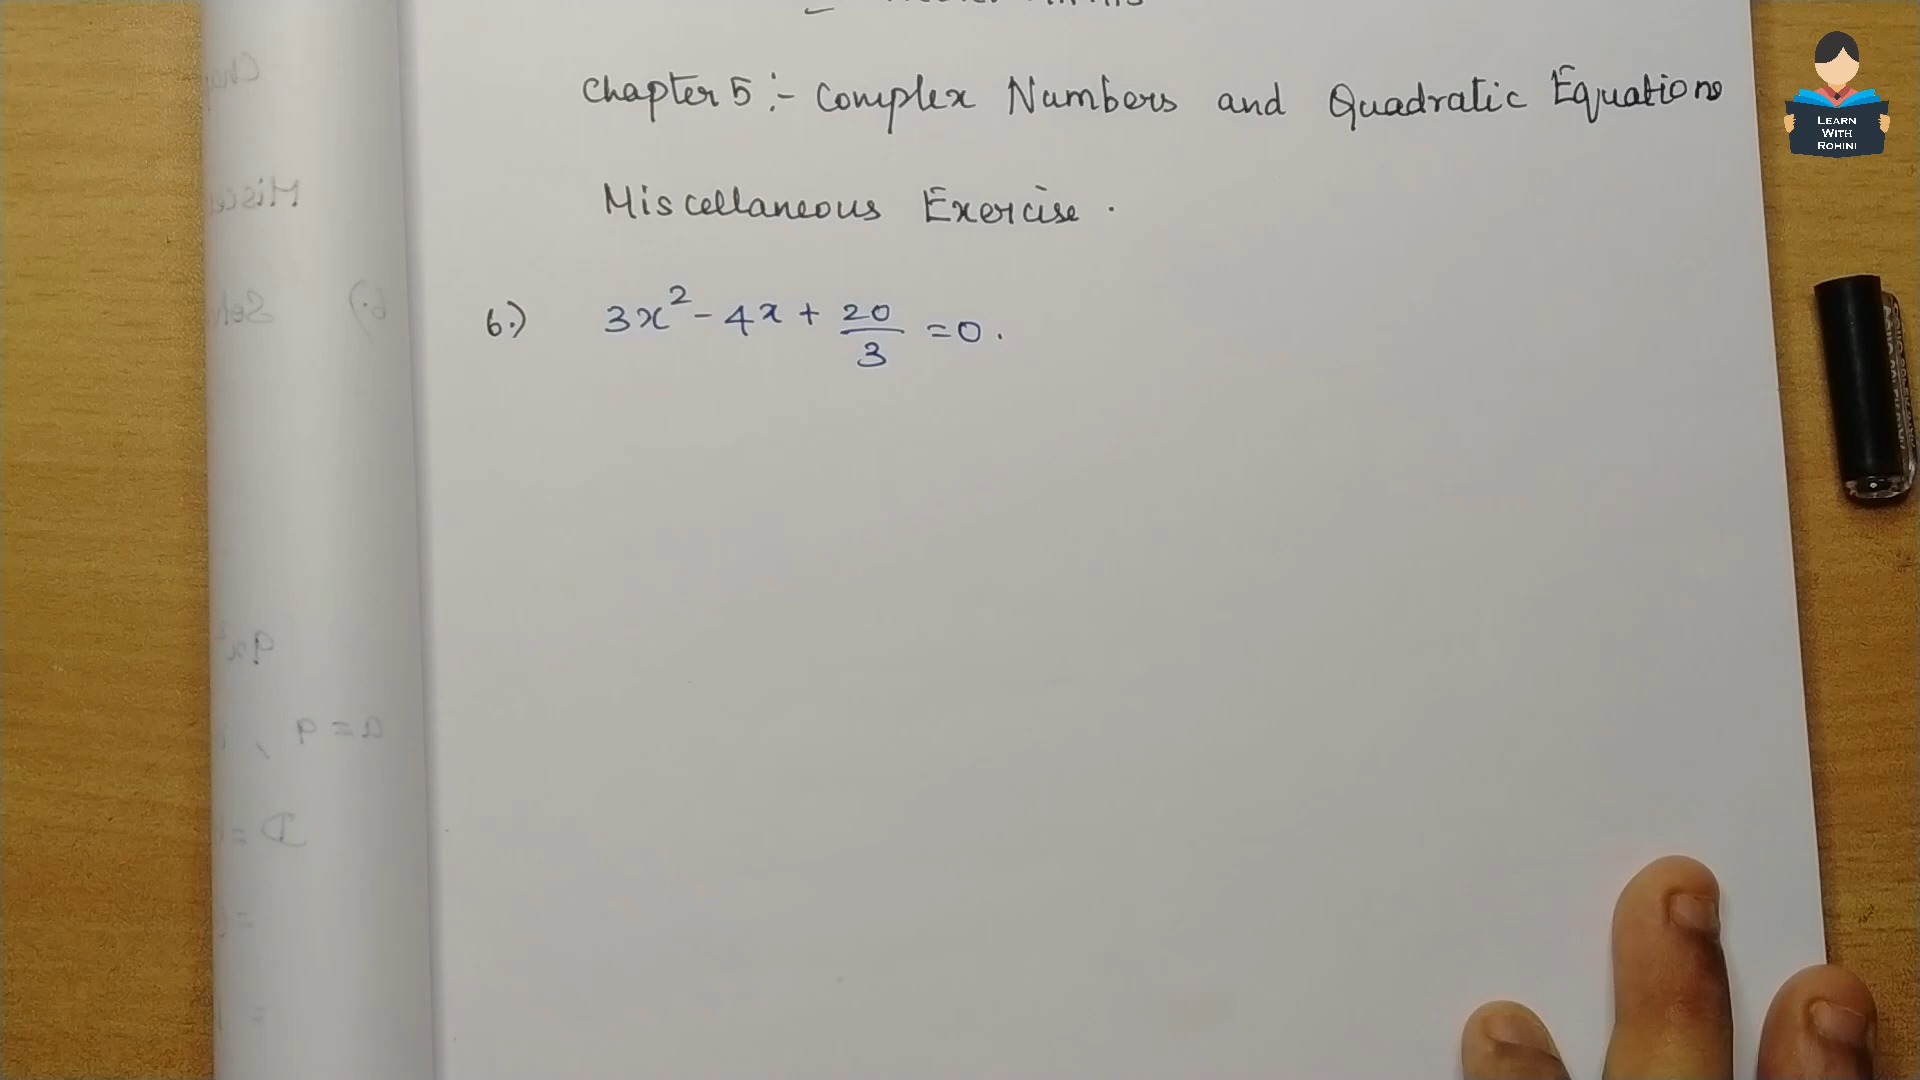 Chapter 5 :- Complex Numbers and Quadratic Equations
Miscellaneous Exercise .
6.) 3x² - 4x + 20/3 = 0 .
LEARN
WITH
ROHINI